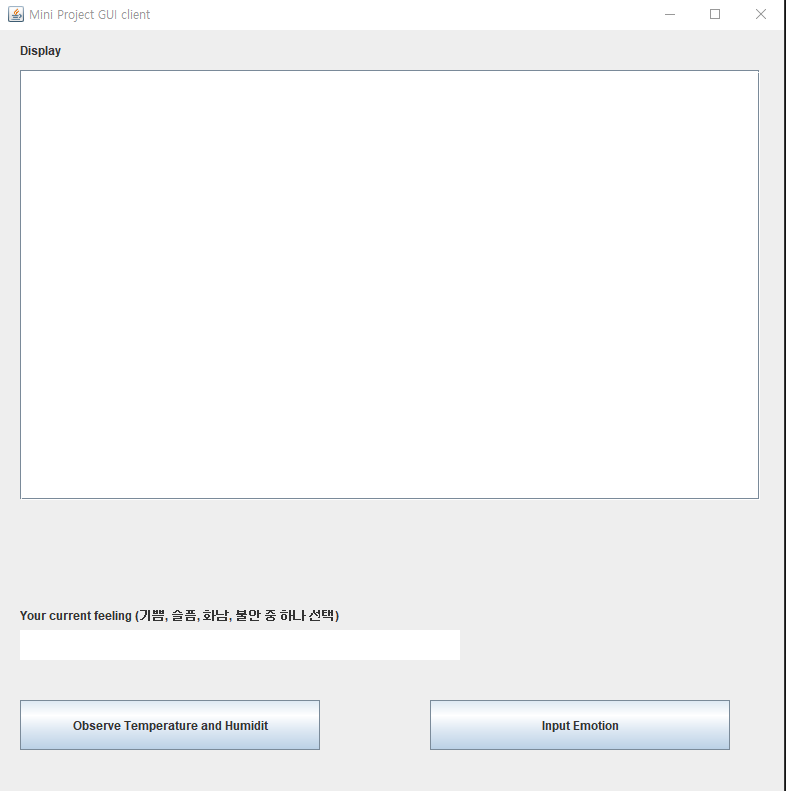 Mini Project GUI client
Display
Your current feeling (기쁨, 슬픔, 화남, 불안 중 하나 선택)
Observe Temperature and Humidit
Input Emotion